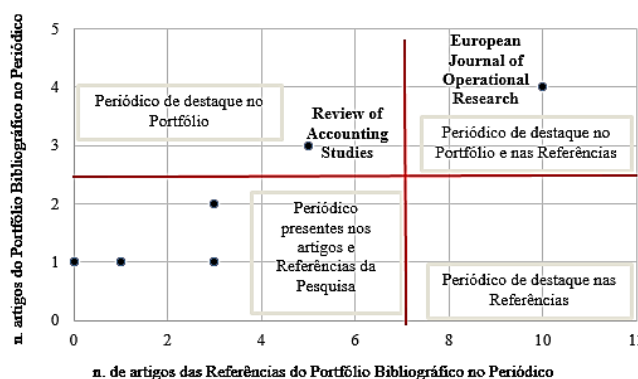 n. artigos do Portfólio Bibliográfico no Periódico
5
4
3
2
1
0
European
Journal of
Operational
Research
Periódico de destaque no
Portfólio
Review of
Accounting
Studies
Periódico de destaque no
Portfólio e nas Referências
Periódico
presentes nos
artigos e
Referências da
Pesquisa
Periódico de destaque nas
Referências
0 2 4 6 8 10 12
n. de artigos das Referências do Portfólio Bibliográfico no Periódico